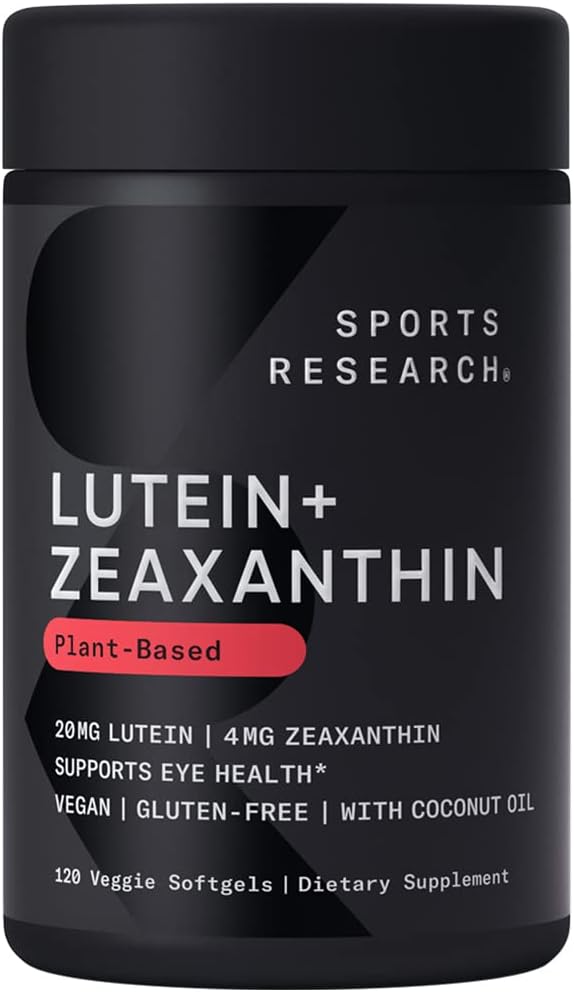 SPORTS
RESEARCH®
LUTEIN+
ZEAXANTHIN
Plant-Based
20MG LUTEIN | 4MG ZEAXANTHIN
SUPPORTS EYE HEALTH*
VEGAN | GLUTEN-FREE | WITH COCONUT OIL
120 Veggie Softgels | Dietary Supplement